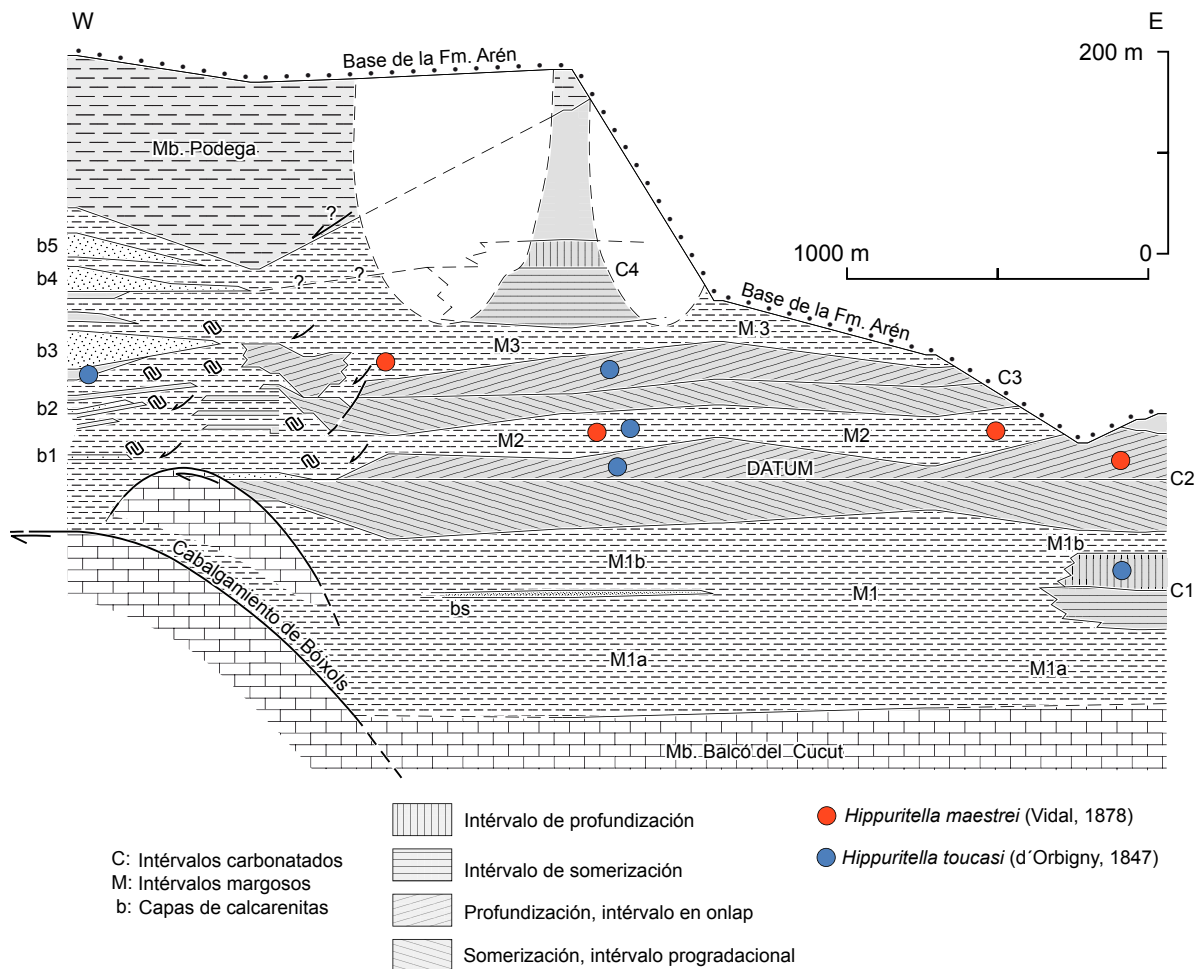 W
E
Base de la Fm. Arén
200 m
Mb. Podega
?
b5
0
1000 m
0
b4
?
?
C4
Base de la Fm. Arén
M 3
b3
M3
C3
b2
M2
M2
b1
DATUM
C2
M1b
M1b
Cabalgamiento de Bóixols
bs
M1
C1
M1a
M1a
Mb. Balcó del Cucut
Intérvalo de profundización
Hippuritella maestrei (Vidal, 1878)
C: Intérvalos carbonatados
Intérvalo de somerización
Hippuritella toucasi (d´Orbigny, 1847)
M: Intérvalos margosos
b: Capas de calcarenitas
Profundización, intérvalo en onlap
Somerización, intérvalo progradacional